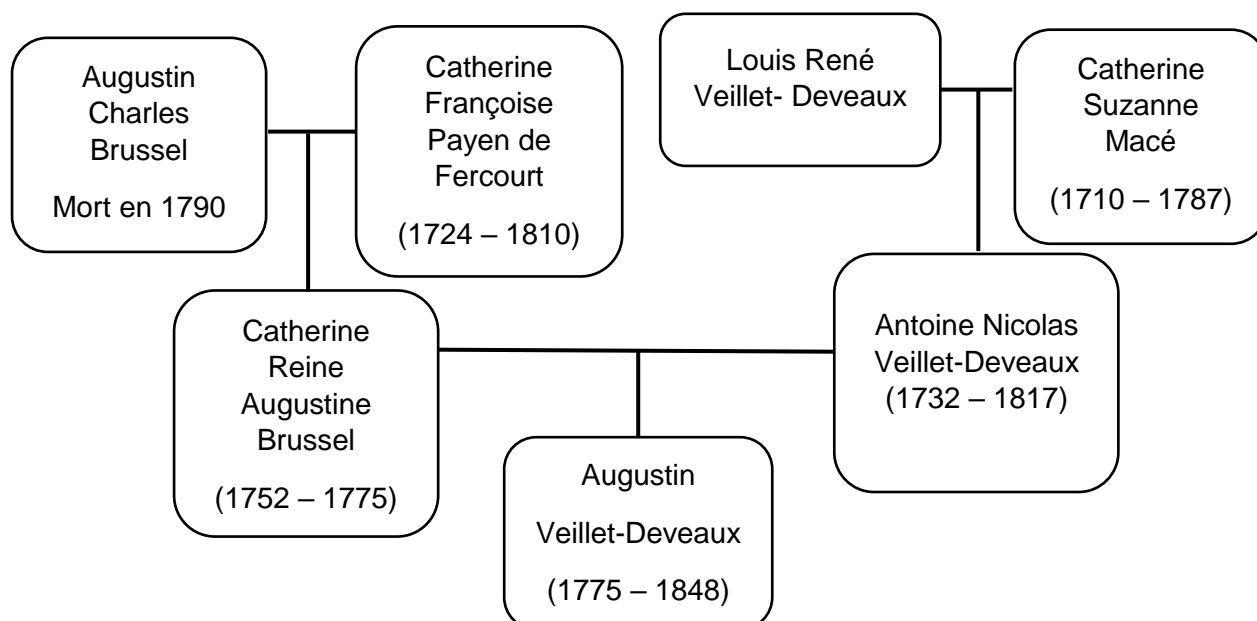 Augustin
Charles
Brussel
Mort en 1790
Catherine
Françoise
Payen de
Fercourt
(1724 – 1810)
Louis René
Veillet- Deveaux
Catherine
Suzanne
Macé
(1710 – 1787)
Catherine
Reine
Augustine
Brussel
(1752 – 1775)
Antoine Nicolas
Veillet-Deveaux
(1732 – 1817)
Augustin
Veillet-Deveaux
(1775 – 1848)